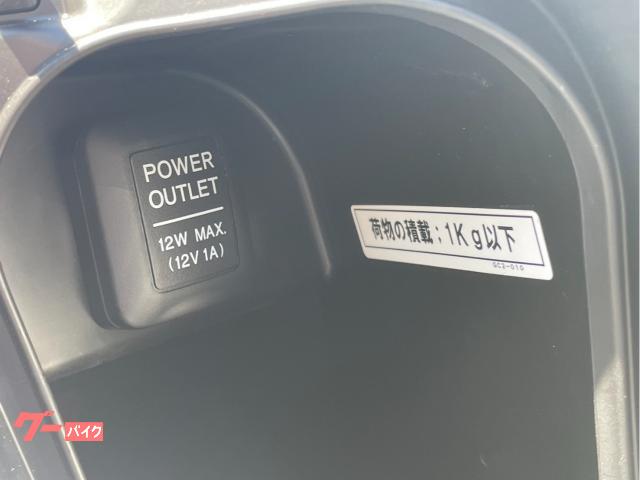 POWER
OUTLET
12W MAX.
(12V 1A)
荷物の積載;1Kg以下
GC2-010
グー
バイク